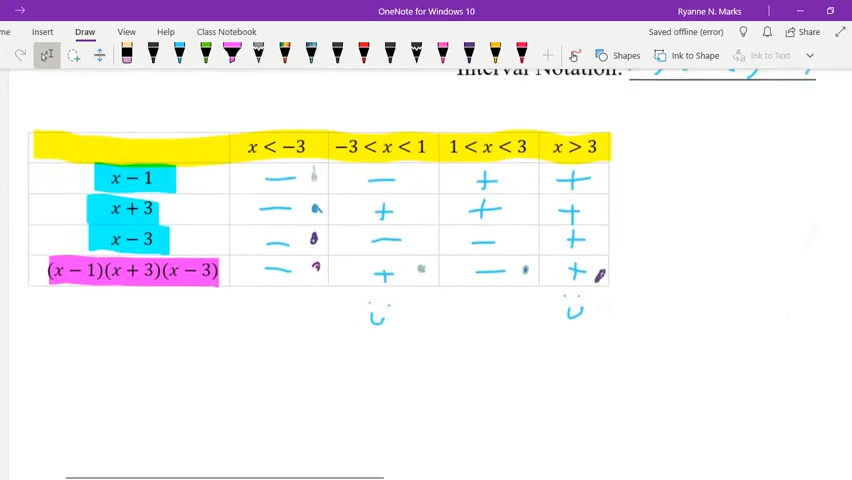 OneNote for Windows 10
Ryanne N. Marks
Home Insert Draw View Class Notebook
Saved offline (error) Share
Shapes Ink to Shape Ink to Text
Interval Notation:
x < −3 −3 < x < 1 1 < x < 3 x > 3
x − 1 − − + +
x + 3 − + + +
x − 3 − − − +
(x − 1)(x + 3)(x − 3) − + − +